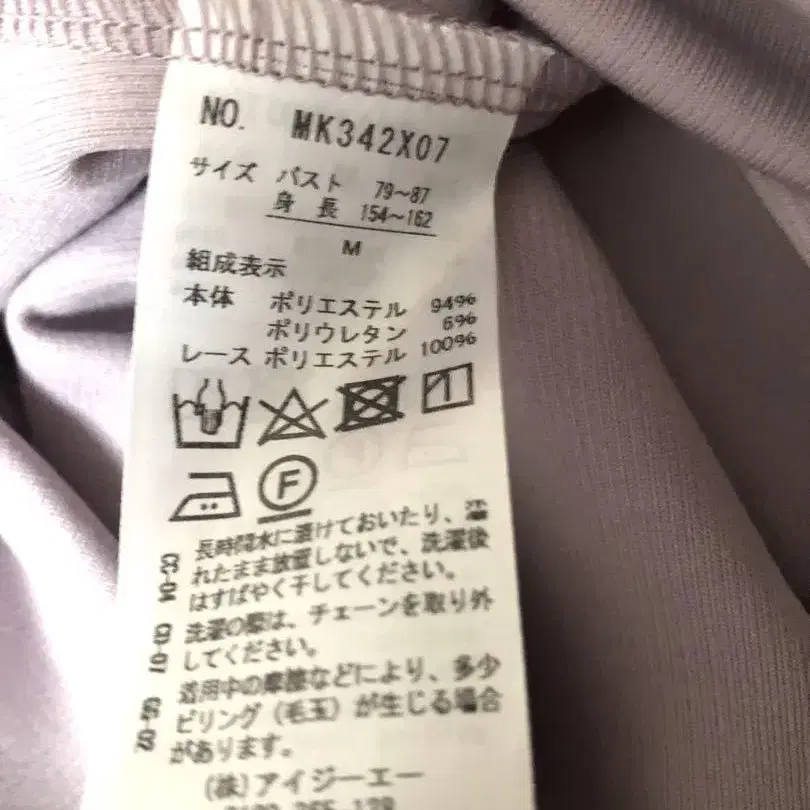 NO. MK342X07
サイズ バスト 79～87
身 長 154～162
M
組成表示
本体 ポリエステル 94%
ポリウレタン 6%
レース ポリエステル 100%
F
長時間水に漬けておいたり、濡
れたまま放置しないで、洗濯後
はすばやく干してください。
洗濯の際は、チェーンを取り外
してください。
着用中の摩擦などにより、多少
ピリング（毛玉）が生じる場合
があります。
(株)アイジーエー